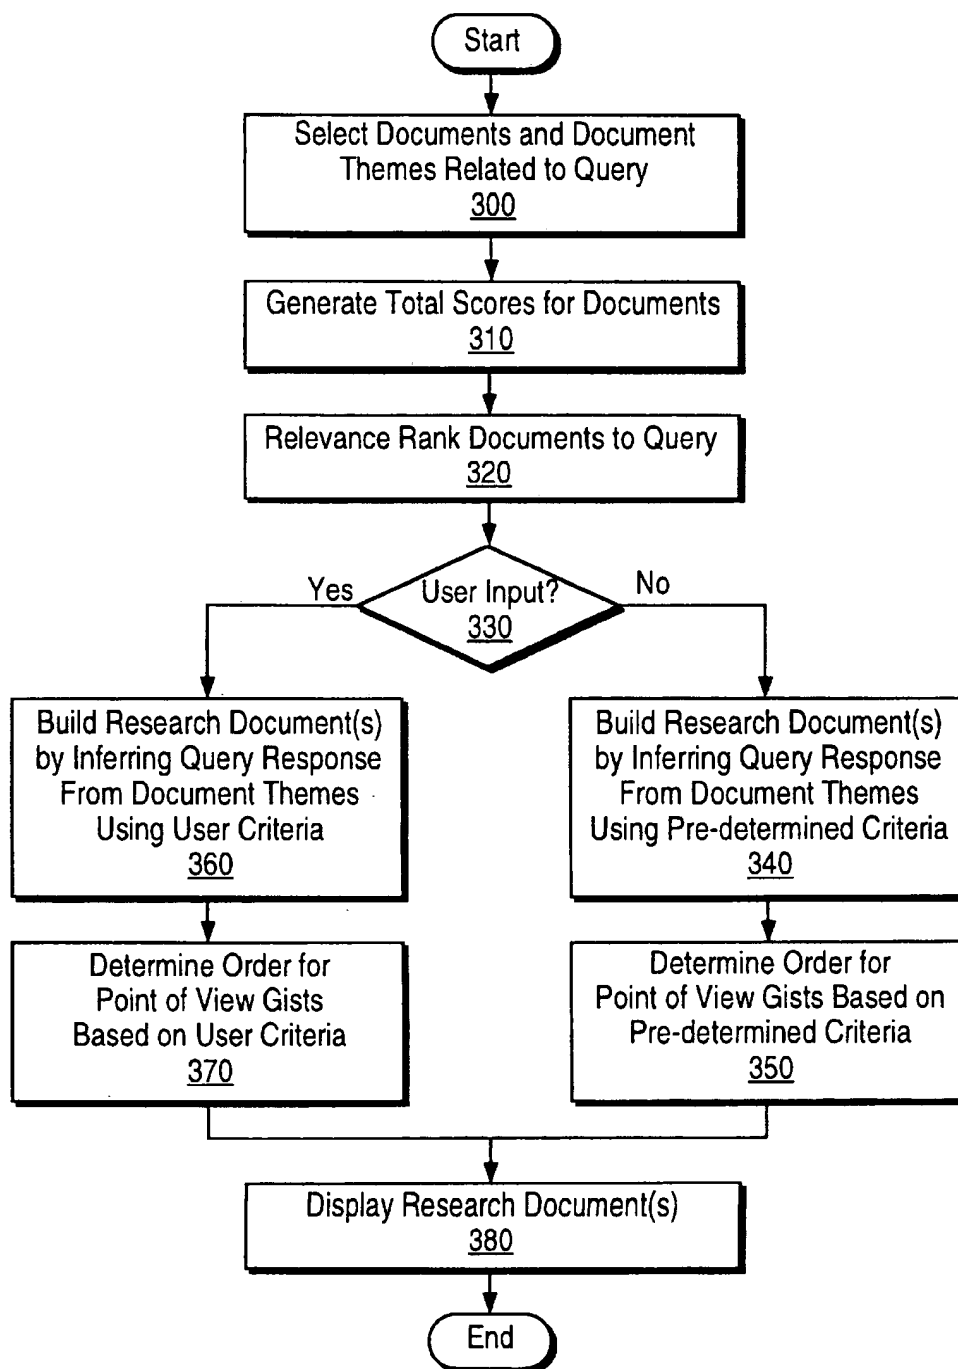 Start
Select Documents and Document
Themes Related to Query
300
Generate Total Scores for Documents
310
Relevance Rank Documents to Query
320
User Input?
330
Yes
No
Build Research Document(s)
by Inferring Query Response
From Document Themes
Using User Criteria
360
Build Research Document(s)
by Inferring Query Response
From Document Themes
Using Pre-determined Criteria
340
Determine Order for
Point of View Gists
Based on User Criteria
370
Determine Order for
Point of View Gists Based on
Pre-determined Criteria
350
Display Research Document(s)
380
End